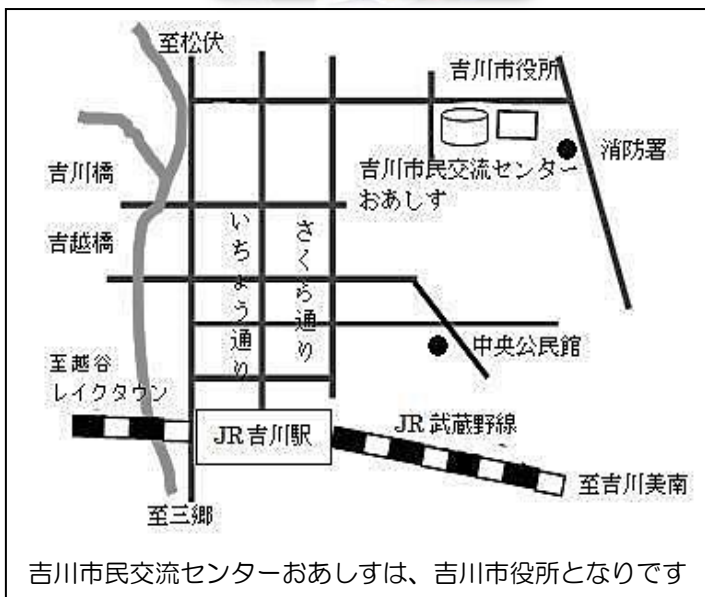 至松伏
吉川市役所
消防署
吉川市民交流センター
おあしす
吉川橋
吉越橋
いちょう通り
さくら通り
中央公民館
至越谷
レイクタウン
JR吉川駅
JR武蔵野線
至吉川美南
至三郷
吉川市民交流センターおあしすは、吉川市役所となりです